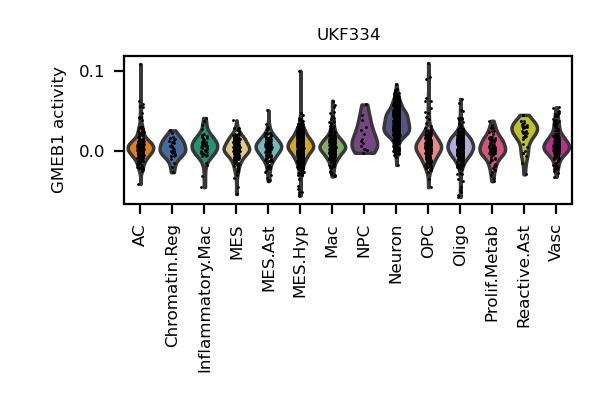 UKF334
GMEB1 activity
0.1
0.0
AC
Chromatin.Reg
Inflammatory.Mac
MES
MES.Ast
MES.Hyp
Mac
NPC
Neuron
OPC
Oligo
Prolif.Metab
Reactive.Ast
Vasc